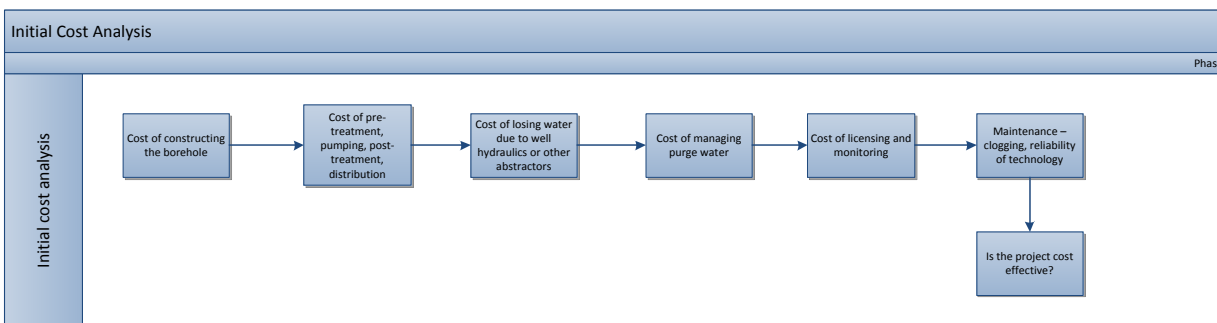 Initial Cost Analysis
Phas
Initial cost analysis
Cost of constructing
the borehole
Cost of pre-
treatment,
pumping, post-
treatment,
distribution
Cost of losing water
due to well
hydraulics or other
abstractors
Cost of managing
purge water
Cost of licensing and
monitoring
Maintenance –
clogging, reliability
of technology
Is the project cost
effective?